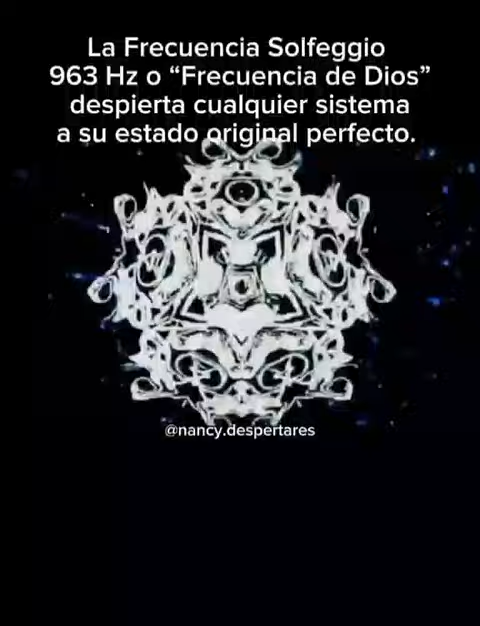 La Frecuencia Solfeggio
963 Hz o “Frecuencia de Dios”
despierta cualquier sistema
a su estado original perfecto.
@nancy.despertares